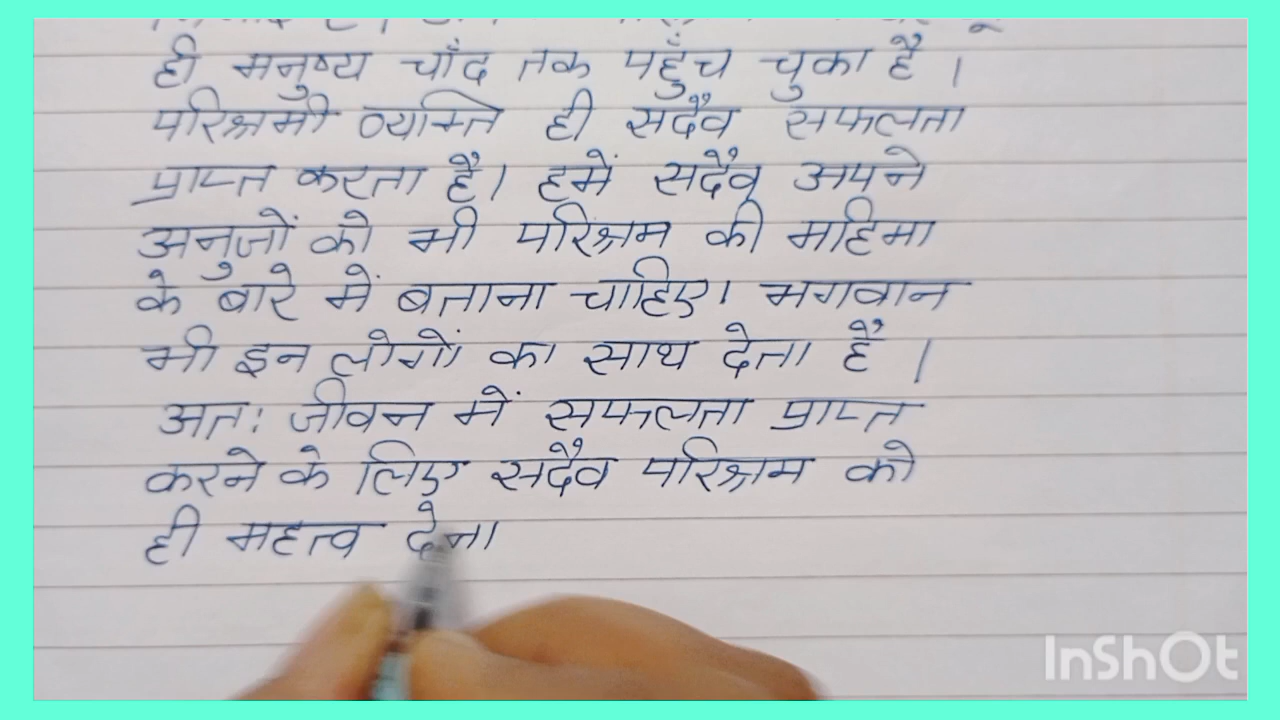 ही मनुष्य चाँद तक पहुँच चुका है ।
परिश्रमी व्यक्ति ही सदैव सफलता
प्राप्त करता है। हमें सदैव अपने
अनुजों को भी परिश्रम की महिमा
के बारे में बताना चाहिए। भगवान
भी इन लोगों का साथ देता है ।
अतः जीवन में सफलता प्राप्त
करने के लिए सदैव परिश्रम को
ही महत्व देना
InShOt